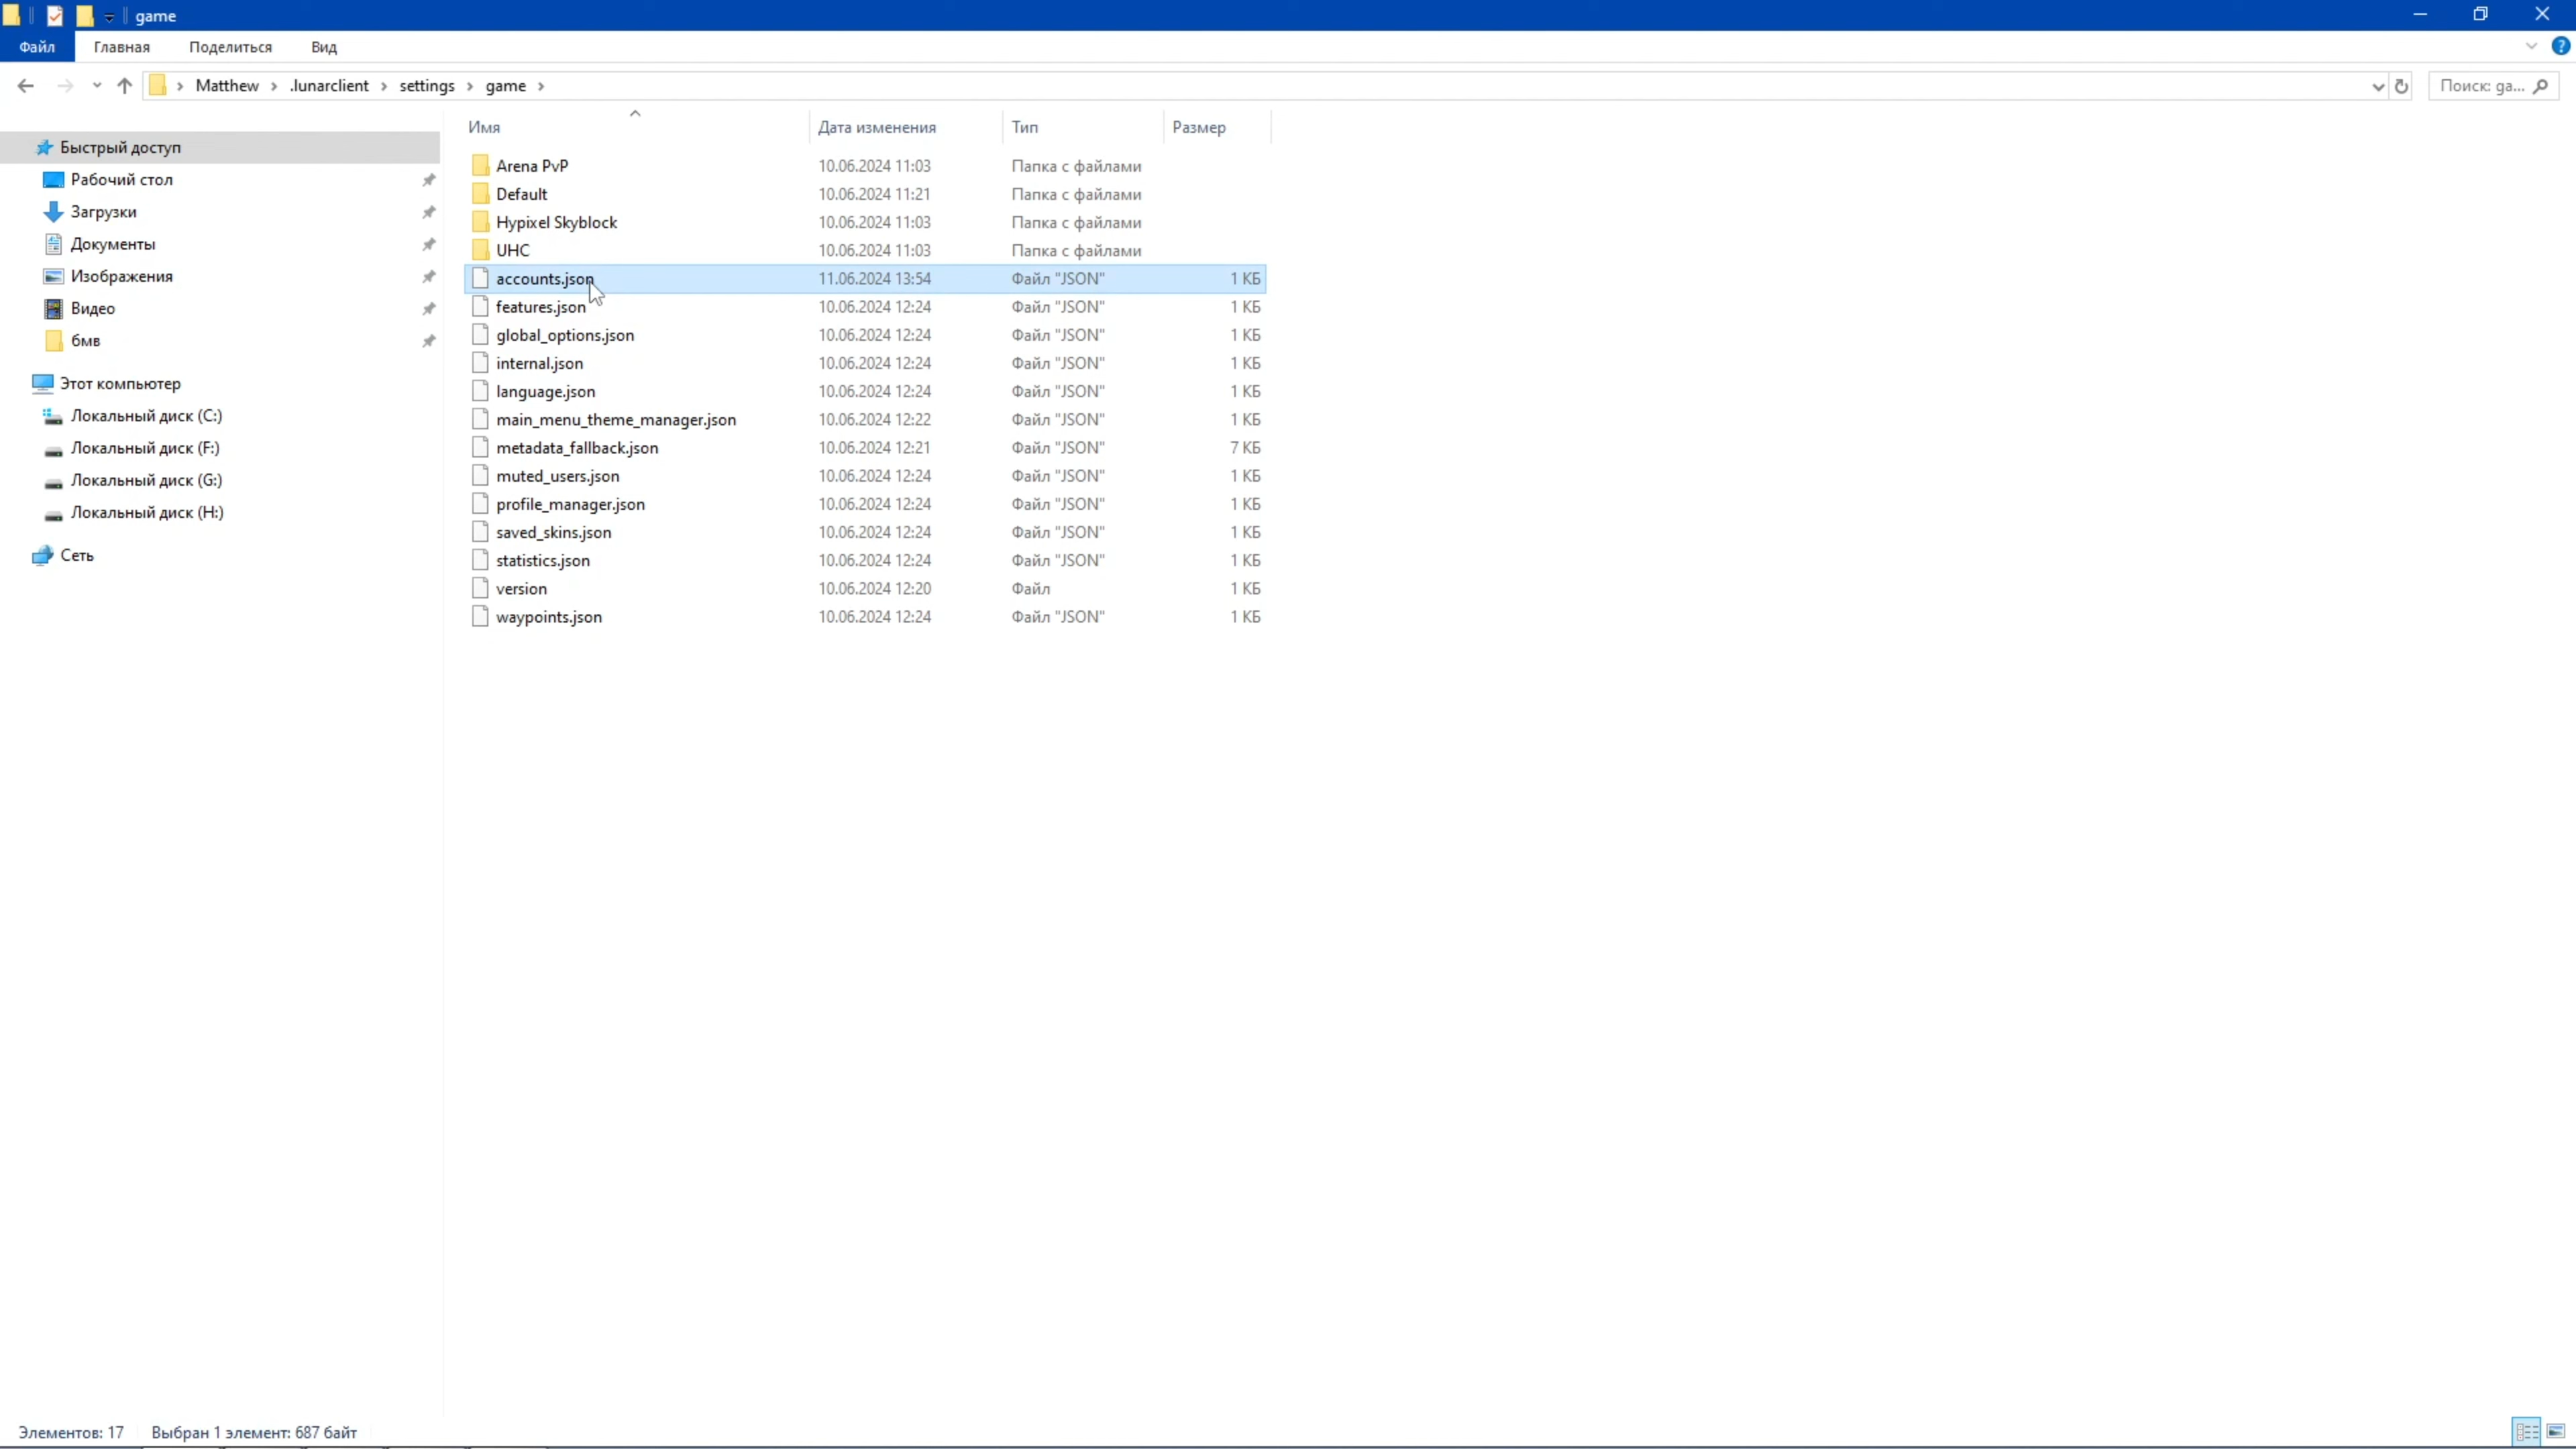 game
Файл Главная Поделиться Вид
Matthew .lunarclient settings game
Поиск: ga...
Имя Дата изменения Тип Размер
Быстрый доступ
Рабочий стол
Загрузки
Документы
Изображения
Видео
бмв
Этот компьютер
Локальный диск (C:)
Локальный диск (F:)
Локальный диск (G:)
Локальный диск (H:)
Сеть
Arena PvP 10.06.2024 11:03 Папка с файлами
Default 10.06.2024 11:21 Папка с файлами
Hypixel Skyblock 10.06.2024 11:03 Папка с файлами
UHC 10.06.2024 11:03 Папка с файлами
accounts.json 11.06.2024 13:54 Файл "JSON" 1 КБ
features.json 10.06.2024 12:24 Файл "JSON" 1 КБ
global_options.json 10.06.2024 12:24 Файл "JSON" 1 КБ
internal.json 10.06.2024 12:24 Файл "JSON" 1 КБ
language.json 10.06.2024 12:24 Файл "JSON" 1 КБ
main_menu_theme_manager.json 10.06.2024 12:22 Файл "JSON" 1 КБ
metadata_fallback.json 10.06.2024 12:21 Файл "JSON" 7 КБ
muted_users.json 10.06.2024 12:24 Файл "JSON" 1 КБ
profile_manager.json 10.06.2024 12:24 Файл "JSON" 1 КБ
saved_skins.json 10.06.2024 12:24 Файл "JSON" 1 КБ
statistics.json 10.06.2024 12:24 Файл "JSON" 1 КБ
version 10.06.2024 12:20 Файл 1 КБ
waypoints.json 10.06.2024 12:24 Файл "JSON" 1 КБ
Элементов: 17 Выбран 1 элемент: 687 байт